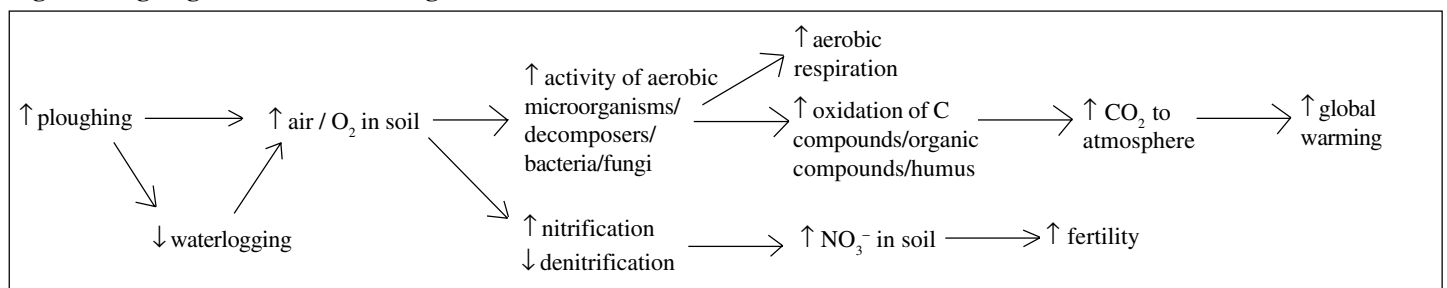 ↑ aerobic
respiration
↑ activity of aerobic
microorganisms/
decomposers/
bacteria/fungi
↑ ploughing
↑ air / O₂ in soil
↑ oxidation of C
compounds/organic
compounds/humus
↑ CO₂ to
atmosphere
↑ global
warming
↓ waterlogging
↑ nitrification
↓ denitrification
↑ NO₃⁻ in soil
↑ fertility